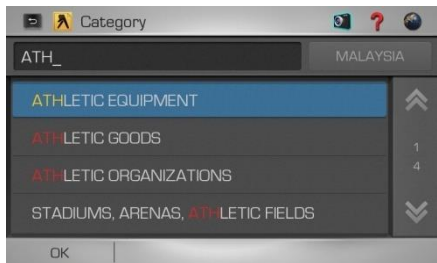 Category
ATH_
MALAYSIA
ATHLETIC EQUIPMENT
ATHLETIC GOODS
ATHLETIC ORGANIZATIONS
STADIUMS, ARENAS, ATHLETIC FIELDS
1
4
OK